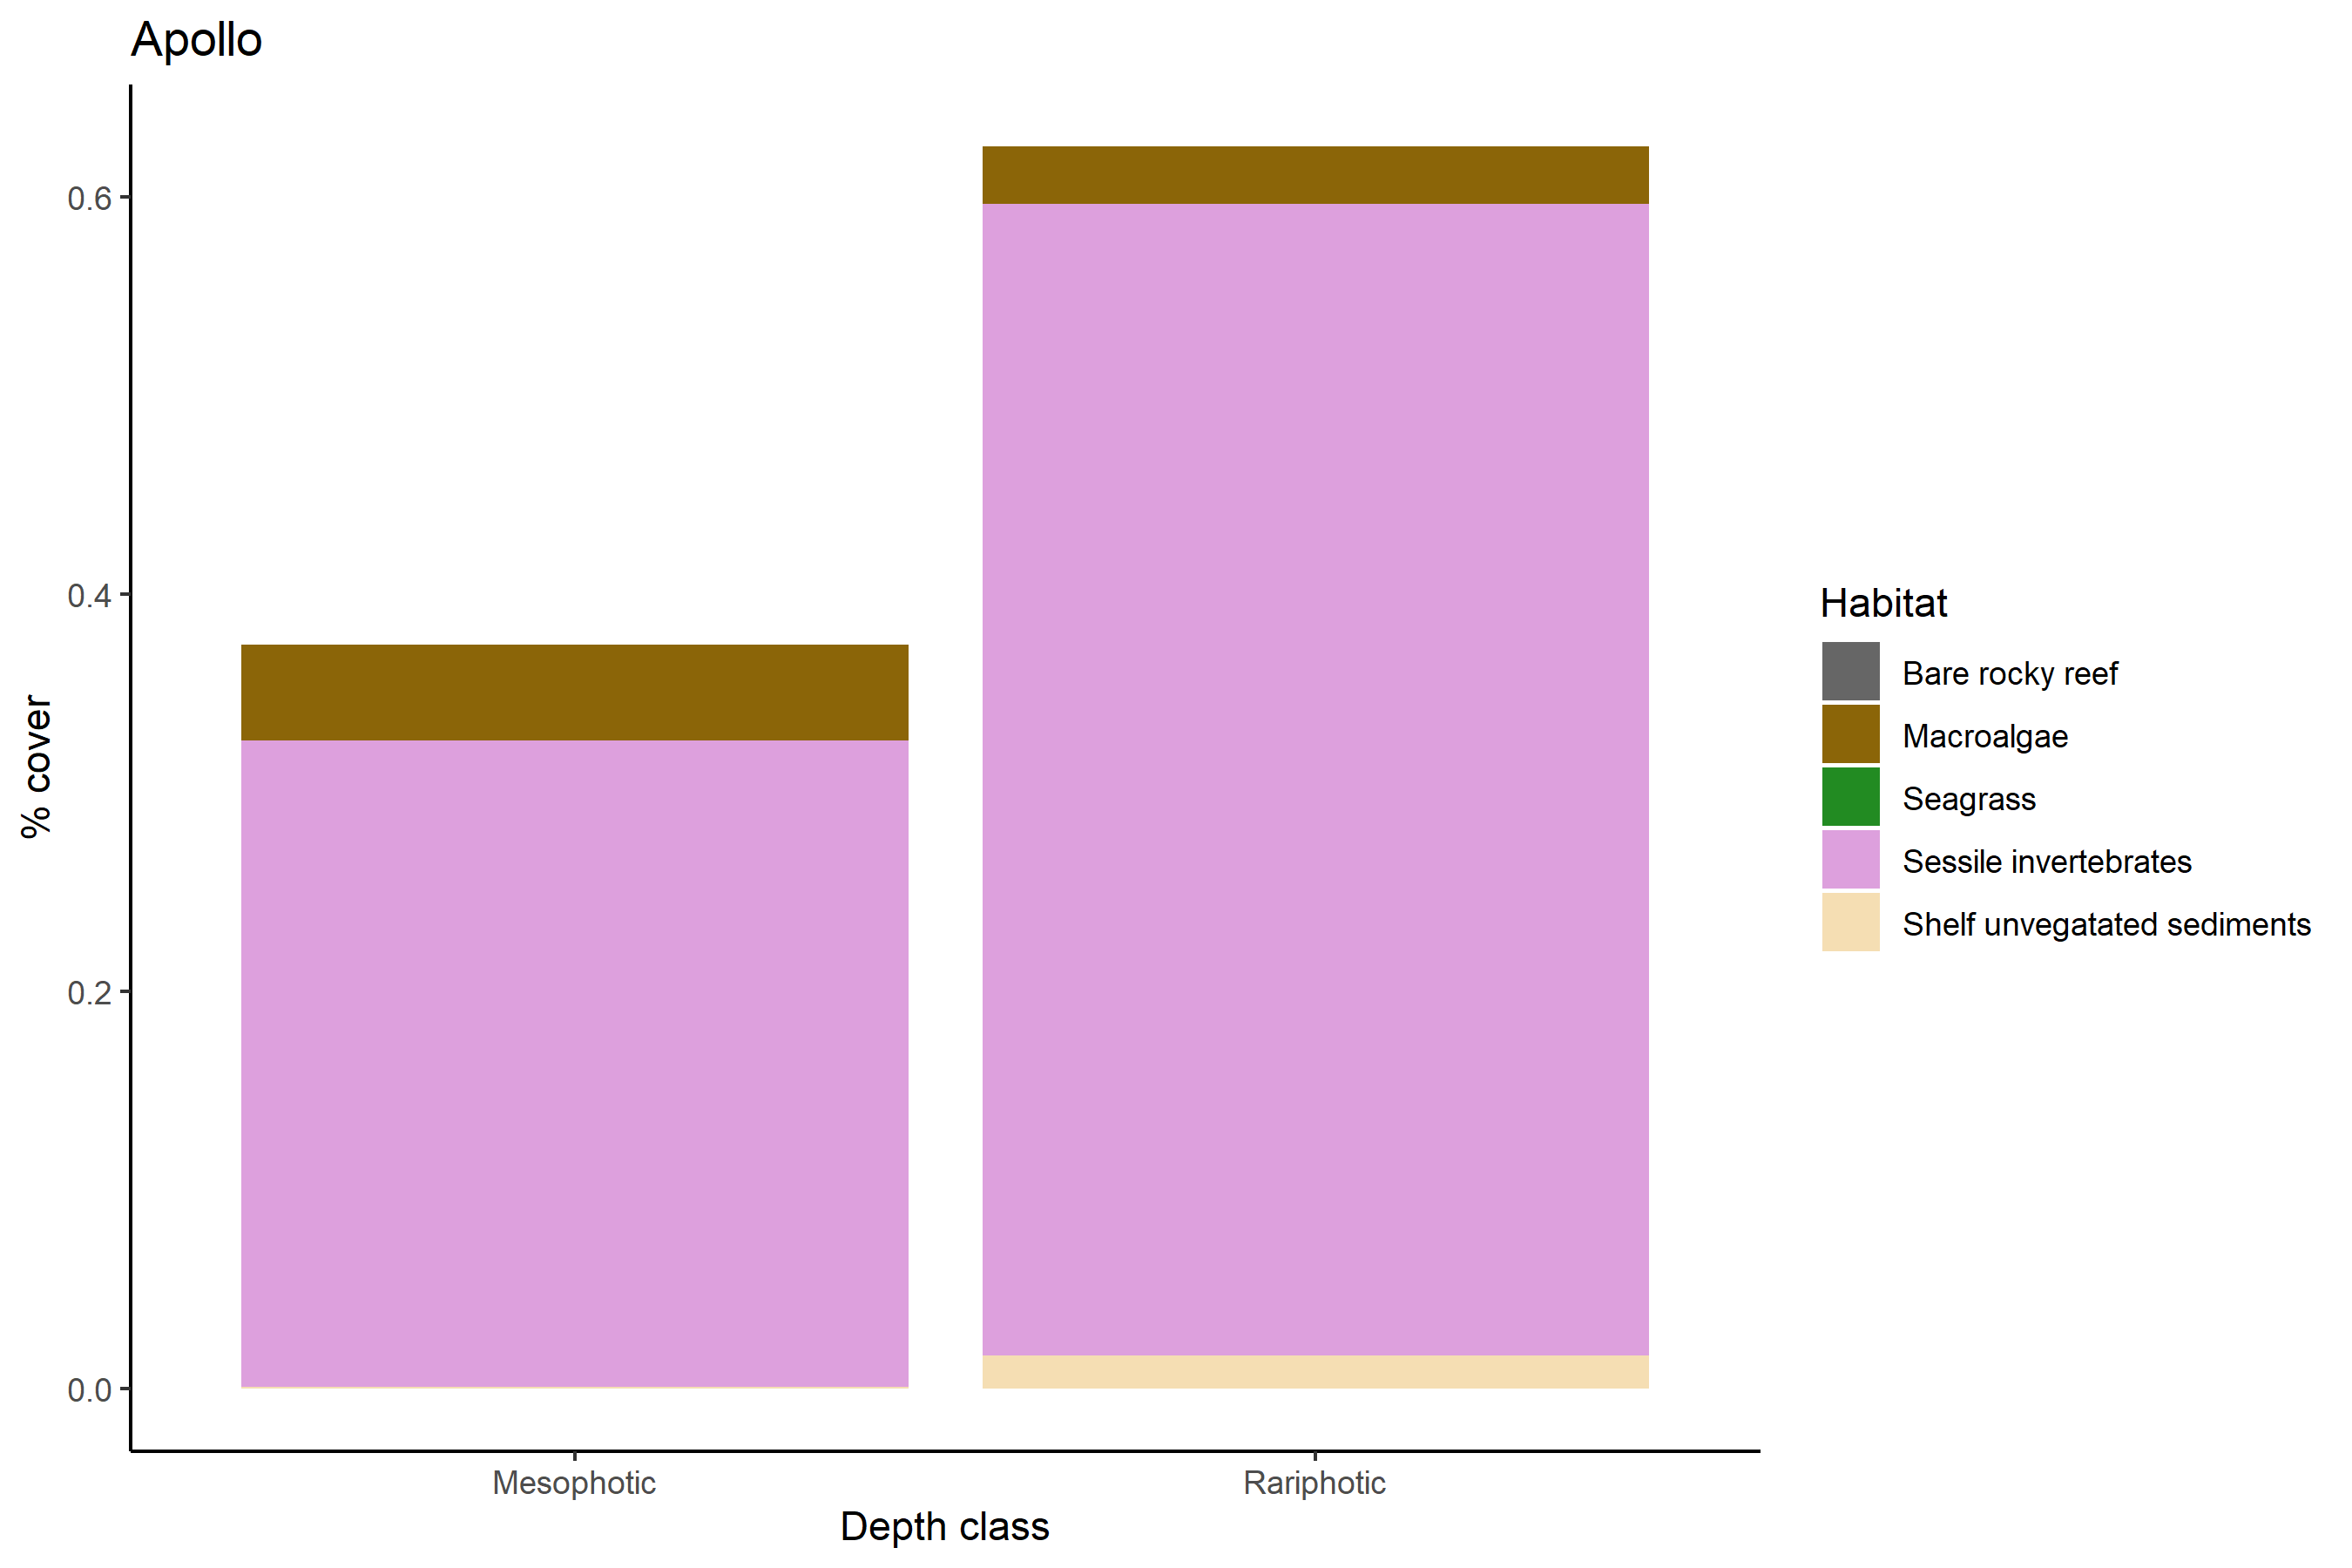 Apollo
% cover
0.6
0.4
0.2
0.0
Mesophotic
Rariphotic
Depth class
Habitat
Bare rocky reef
Macroalgae
Seagrass
Sessile invertebrates
Shelf unvegatated sediments